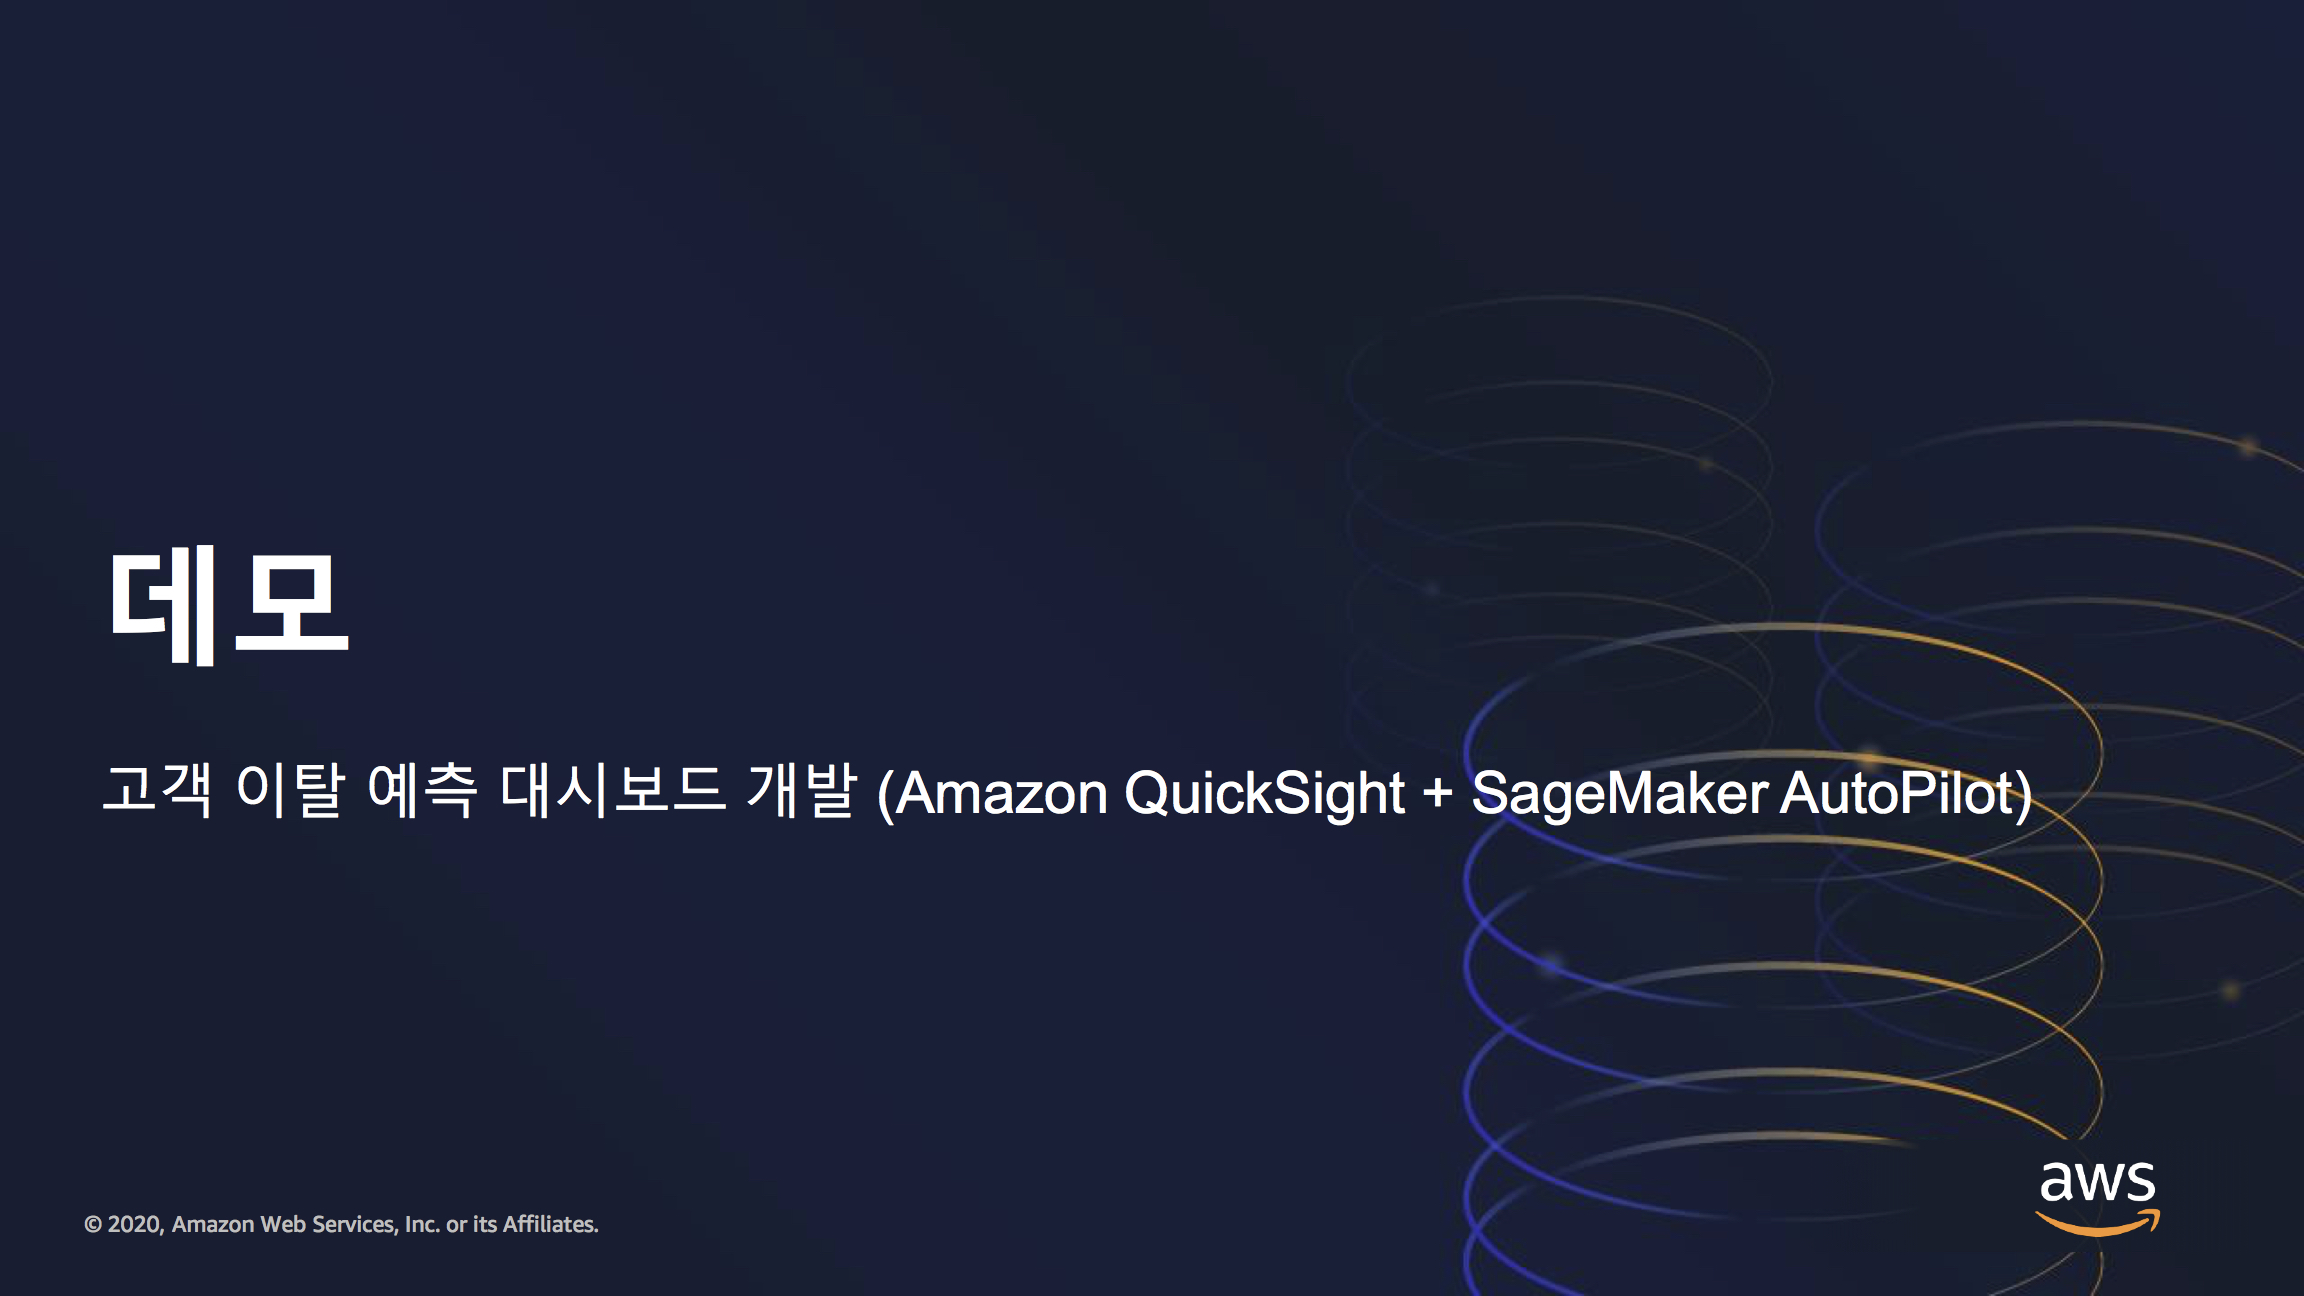 데모
고객 이탈 예측 대시보드 개발 (Amazon QuickSight + SageMaker AutoPilot)
© 2020, Amazon Web Services, Inc. or its Affiliates.
aws